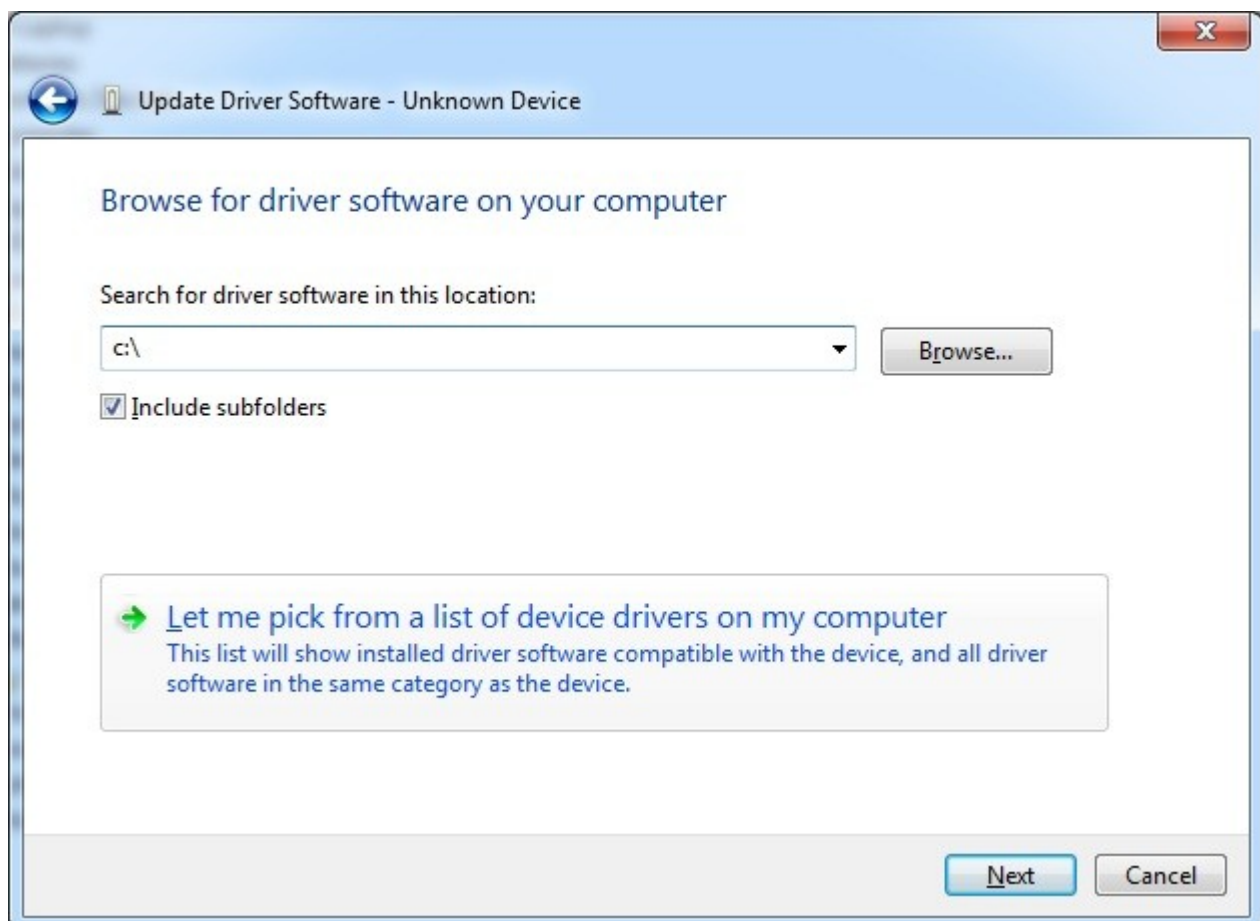 Update Driver Software - Unknown Device
Browse for driver software on your computer
Search for driver software in this location:
c:\
Browse...
Include subfolders
Let me pick from a list of device drivers on my computer
This list will show installed driver software compatible with the device, and all driver
software in the same category as the device.
Next
Cancel